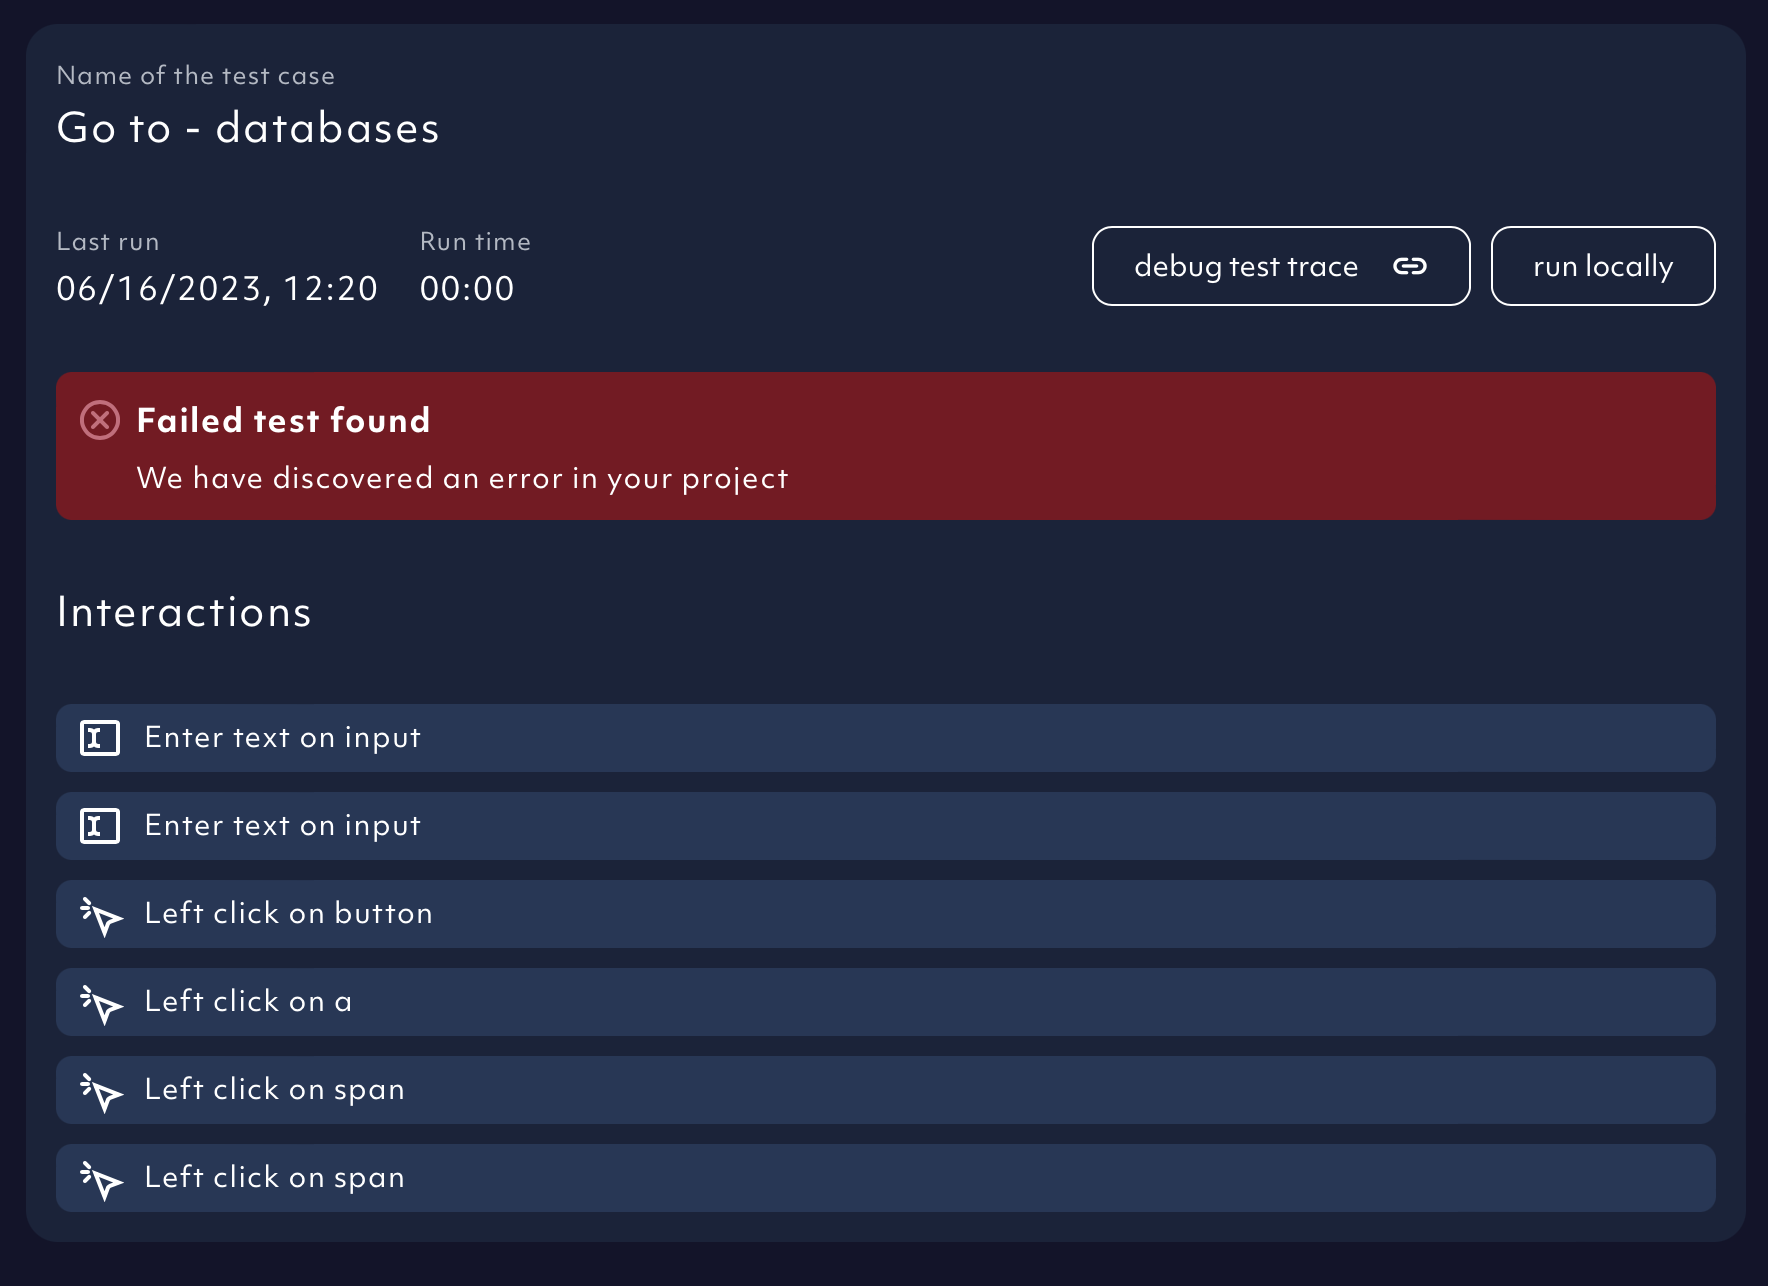 Name of the test case
Go to - databases
Last run
06/16/2023, 12:20
Run time
00:00
debug test trace
run locally
Failed test found
We have discovered an error in your project
Interactions
Enter text on input
Enter text on input
Left click on button
Left click on a
Left click on span
Left click on span